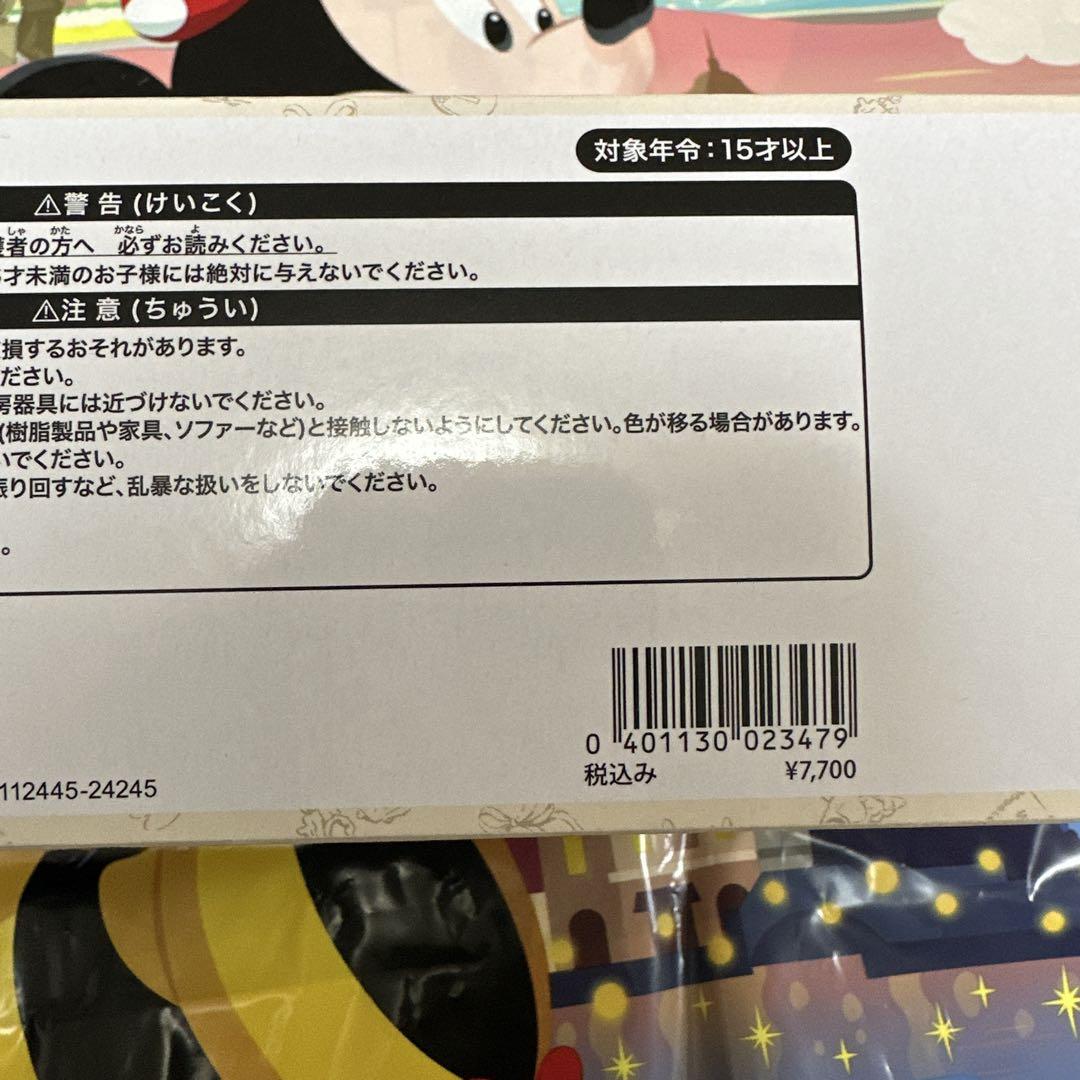 対象年令：15才以上
⚠警 告 (けいこく)
者の方へ 必ずお読みください。
才未満のお子様には絶対に与えないでください。
⚠注 意 (ちゅうい)
損するおそれがあります。
ださい。
房器具には近づけないでください。
(樹脂製品や家具、ソファーなど)と接触しないようにしてください。色が移る場合があります。
いでください。
振り回すなど、乱暴な扱いをしないでください。
。
0 401130 023479
税込み ¥7,700
112445-24245